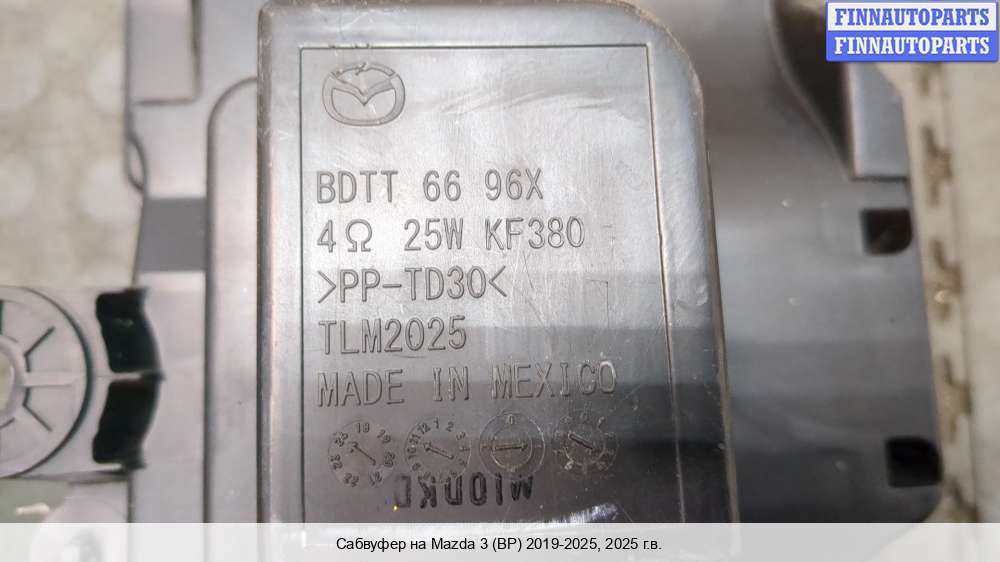 FINNAUTOPARTS
FINNAUTOPARTS
BDTT 66 96X
4Ω 25W KF380
>PP-TD30<
TLM2025
MADE IN MEXICO
Сабвуфер на Mazda 3 (BP) 2019-2025, 2025 г.в.